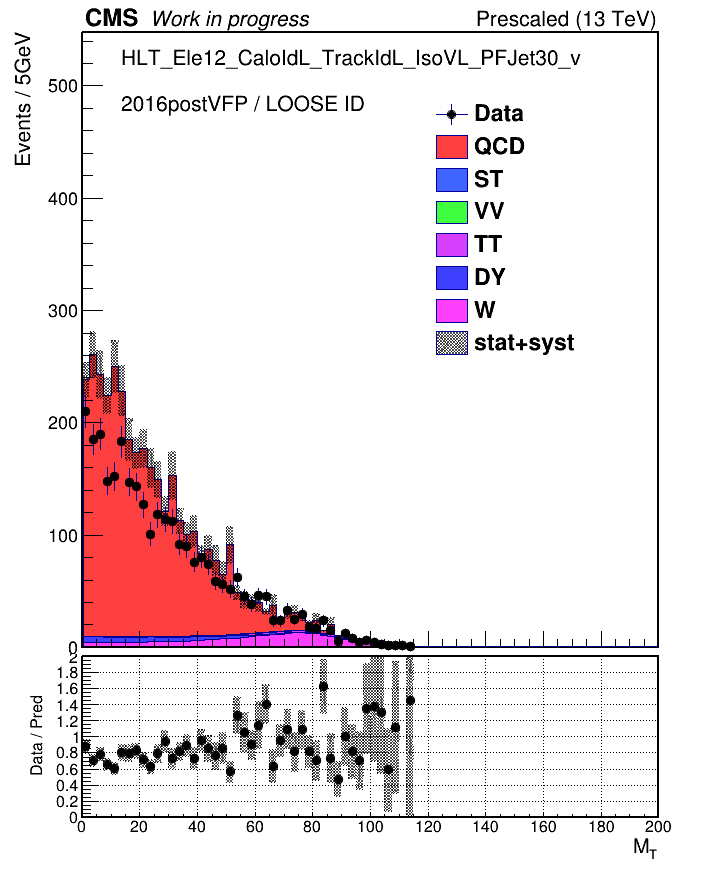 CMS Work in progress Prescaled (13 TeV)
Events / 5GeV
HLT_Ele12_CaloIdL_TrackIdL_IsoVL_PFJet30_v
2016postVFP / LOOSE ID
Data
QCD
ST
VV
TT
DY
W
stat+syst
500
400
300
200
100
0
Data / Pred
2
1.8
1.6
1.4
1.2
1
0.8
0.6
0.4
0.2
0
0 20 40 60 80 100 120 140 160 180 200
M_T